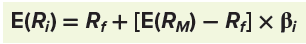 E(Rᵢ) = R𝑓 + [E(R𝑀) – R𝑓] × βᵢ